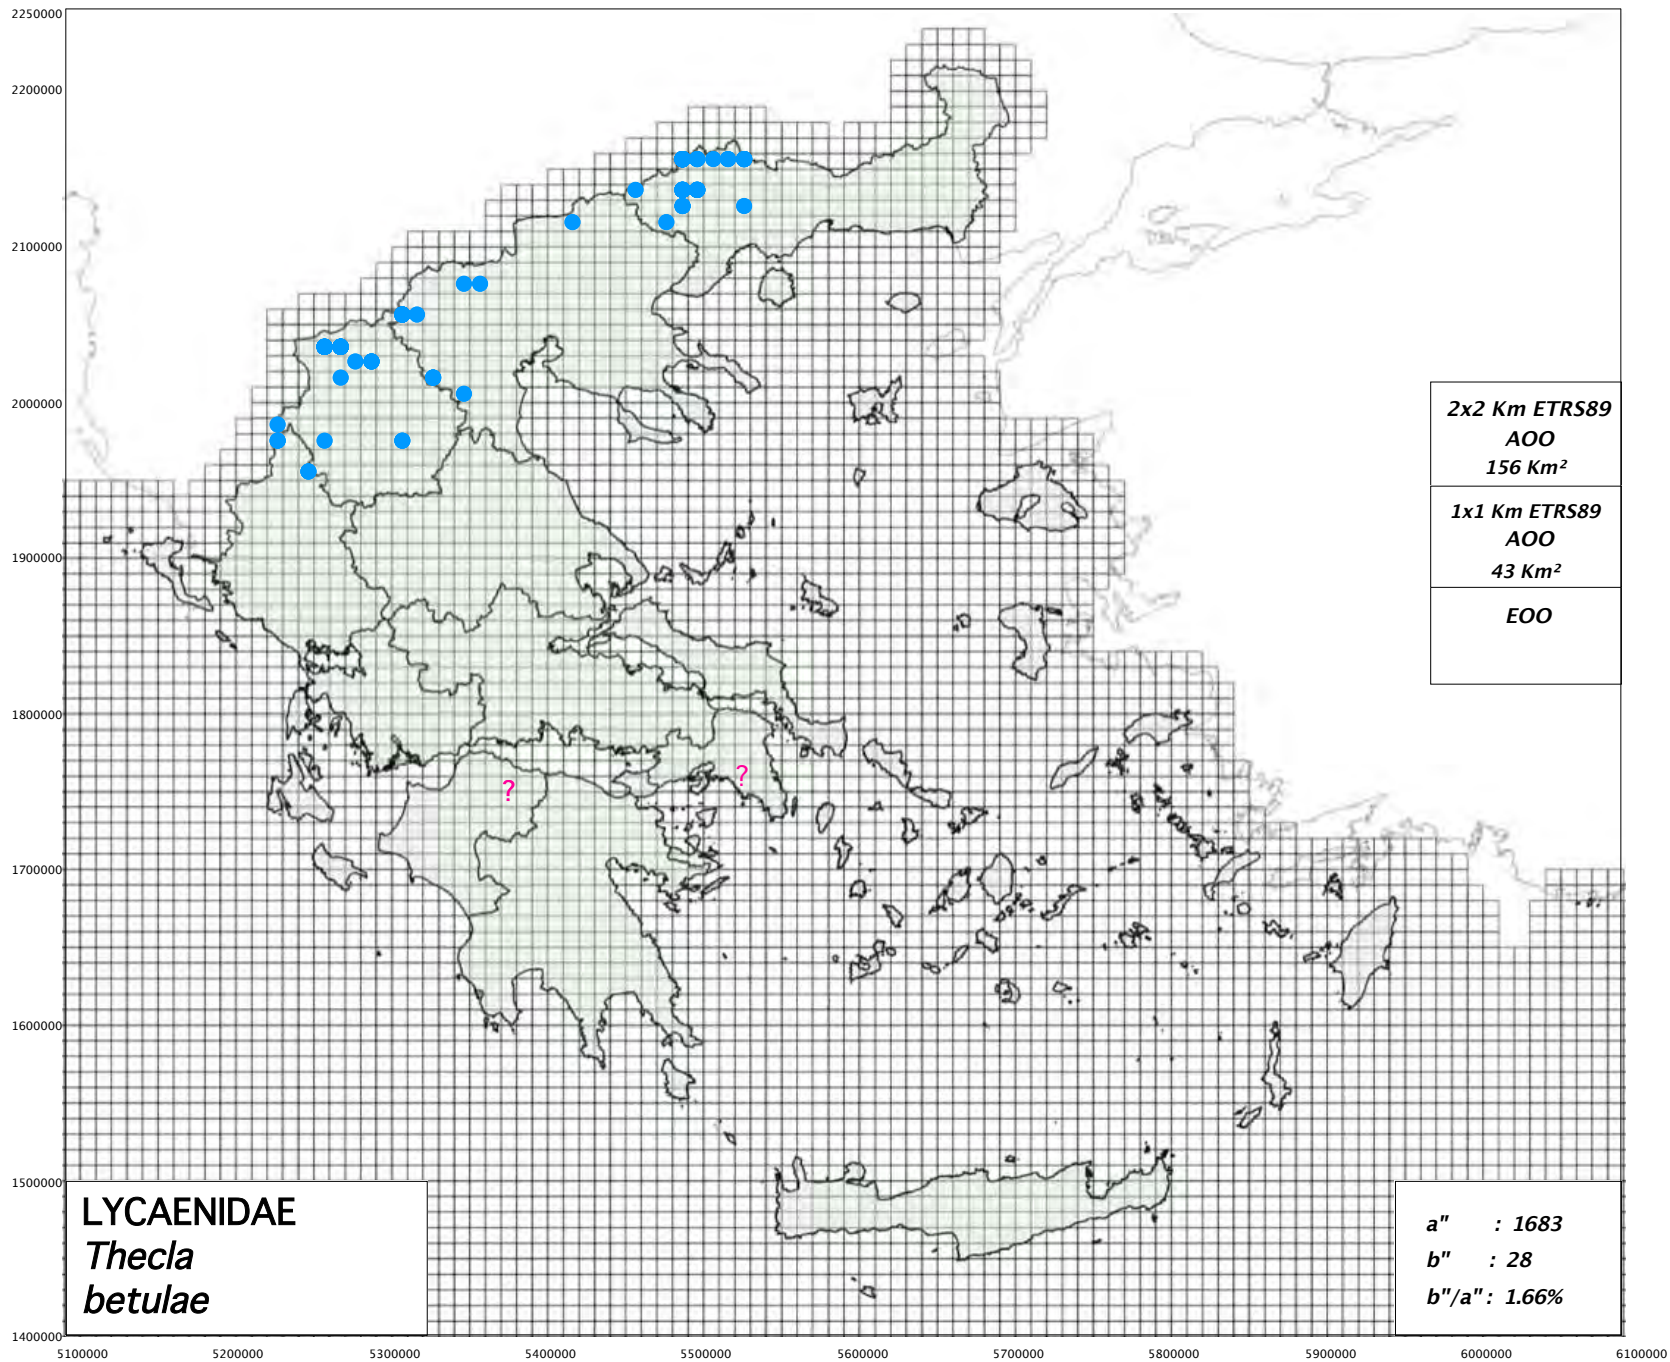 2250000
2200000
2100000
2000000
1900000
1800000
1700000
1600000
1500000
1400000
2x2 Km ETRS89
AOO
156 Km²
1x1 Km ETRS89
AOO
43 Km²
EOO
?
?
LYCAENIDAE
Thecla
betulae
a" : 1683
b" : 28
b"/a" : 1.66%
5100000 5200000 5300000 5400000 5500000 5600000 5700000 5800000 5900000 6000000 6100000